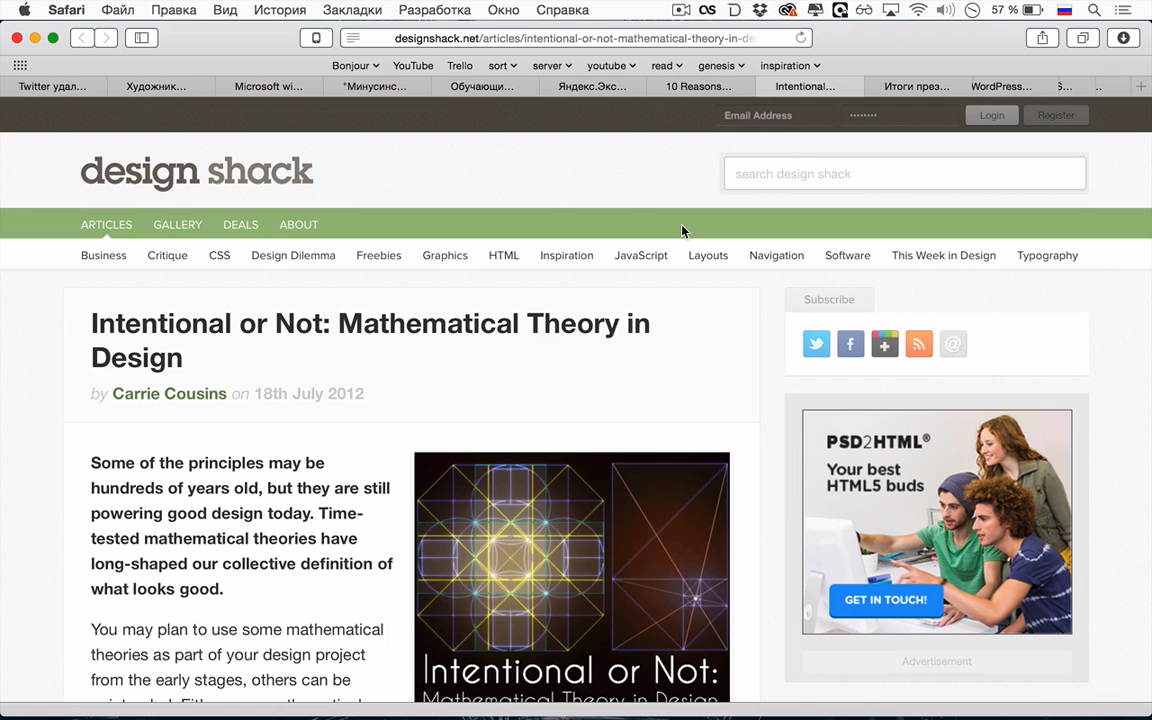 Safari Файл Правка Вид История Закладки Разработка Окно Справка 57 %
designshack.net/articles/intentional-or-not-mathematical-theory-in-de
Bonjour YouTube Trello sort server youtube read genesis inspiration
Twitter удал... Художник... Microsoft wi... "Минусинс... Обучающи... Яндекс.Экс... 10 Reasons... Intentional... Итоги през... WordPress... S... ..
Email Address •••••••• Login Register
design shack
search design shack
ARTICLES GALLERY DEALS ABOUT
Business Critique CSS Design Dilemma Freebies Graphics HTML Inspiration JavaScript Layouts Navigation Software This Week in Design Typography
Intentional or Not: Mathematical Theory in
Design
by Carrie Cousins on 18th July 2012
Some of the principles may be
hundreds of years old, but they are still
powering good design today. Time-
tested mathematical theories have
long-shaped our collective definition of
what looks good.
You may plan to use some mathematical
theories as part of your design project
from the early stages, others can be
Intentional or Not:
Mathematical Theory in Design
Subscribe
PSD2HTML®
Your best
HTML5 buds
GET IN TOUCH!
Advertisement